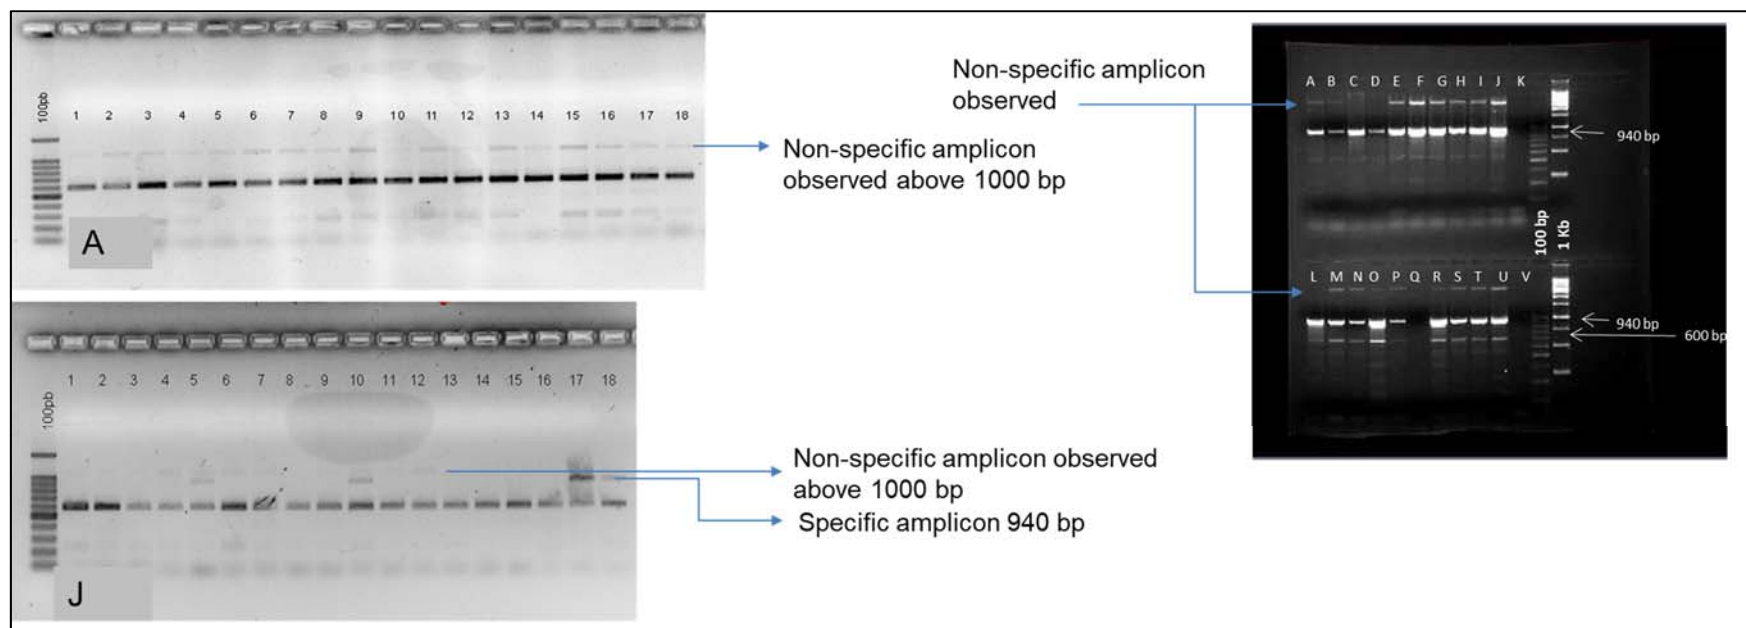 100pb
1 2 3 4 5 6 7 8 9 10 11 12 13 14 15 16 17 18
A
Non-specific amplicon
observed above 1000 bp
1 2 3 4 5 6 7 8 9 10 11 12 13 14 15 16 17 18
100pb
J
Non-specific amplicon observed
above 1000 bp
Specific amplicon 940 bp
Non-specific amplicon
observed
A B C D E F G H I J K
940 bp
100 bp
1 Kb
L M N O P Q R S T U V
940 bp
600 bp